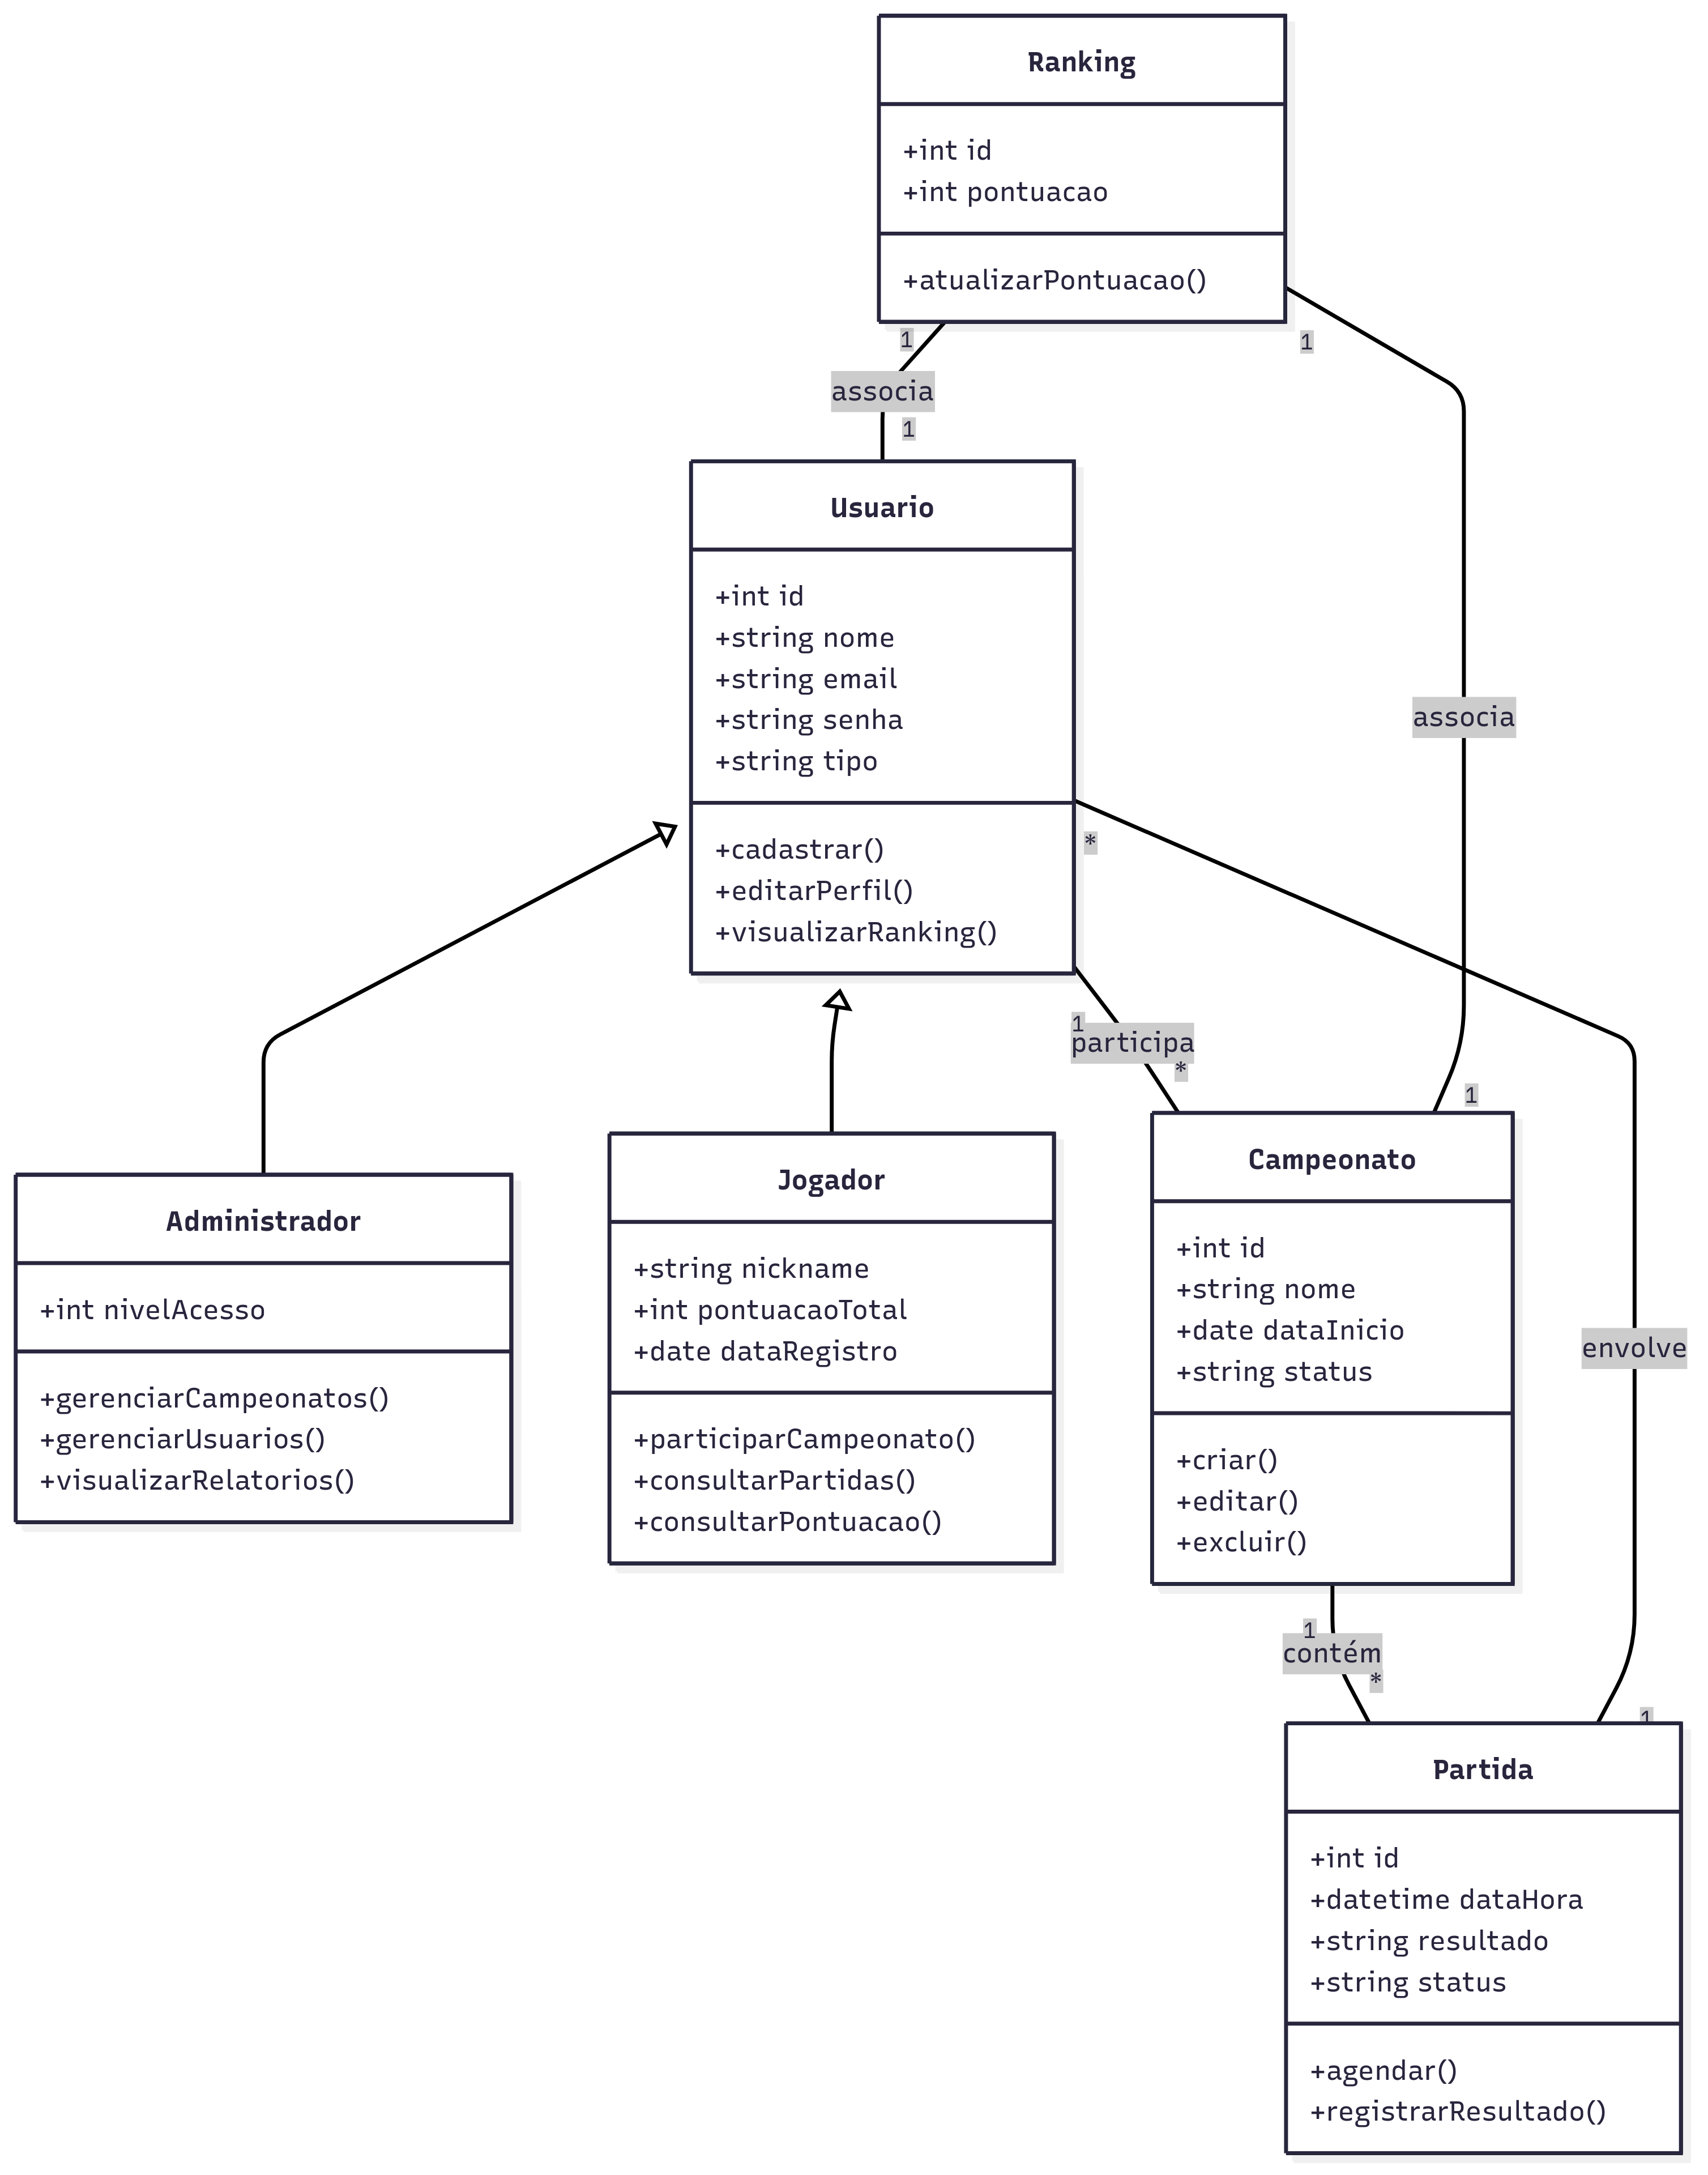 Ranking
+int id
+int pontuacao
+atualizarPontuacao()
1
1
associa
1
Usuario
+int id
+string nome
+string email
+string senha
+string tipo
+cadastrar()
+editarPerfil()
+visualizarRanking()
associa
*
1
participa
*
1
Administrador
+int nivelAcesso
+gerenciarCampeonatos()
+gerenciarUsuarios()
+visualizarRelatorios()
Jogador
+string nickname
+int pontuacaoTotal
+date dataRegistro
+participarCampeonato()
+consultarPartidas()
+consultarPontuacao()
Campeonato
+int id
+string nome
+date dataInicio
+string status
+criar()
+editar()
+excluir()
envolve
1
contém
*
1
Partida
+int id
+datetime dataHora
+string resultado
+string status
+agendar()
+registrarResultado()